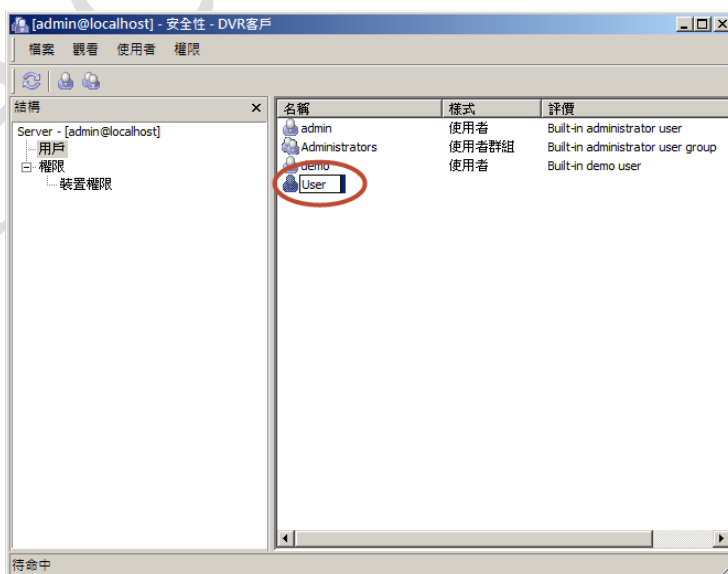 [admin@localhost] - 安全性 - DVR客戶
檔案 觀看 使用者 權限
結構
名稱 樣式 評價
Server - [admin@localhost]
用戶
權限
裝置權限
admin 使用者 Built-in administrator user
Administrators 使用者群組 Built-in administrator user group
demo 使用者 Built-in demo user
User
待命中